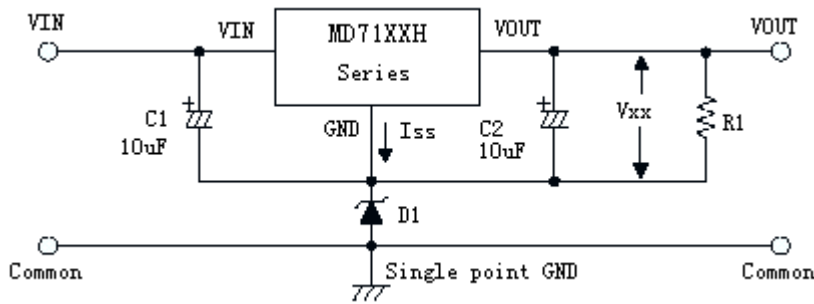 VIN
VIN
MD71XXH
Series
VOUT
VOUT
C1
10uF
GND
Iss
C2
10uF
Vxx
R1
D1
Common
Single point GND
Common